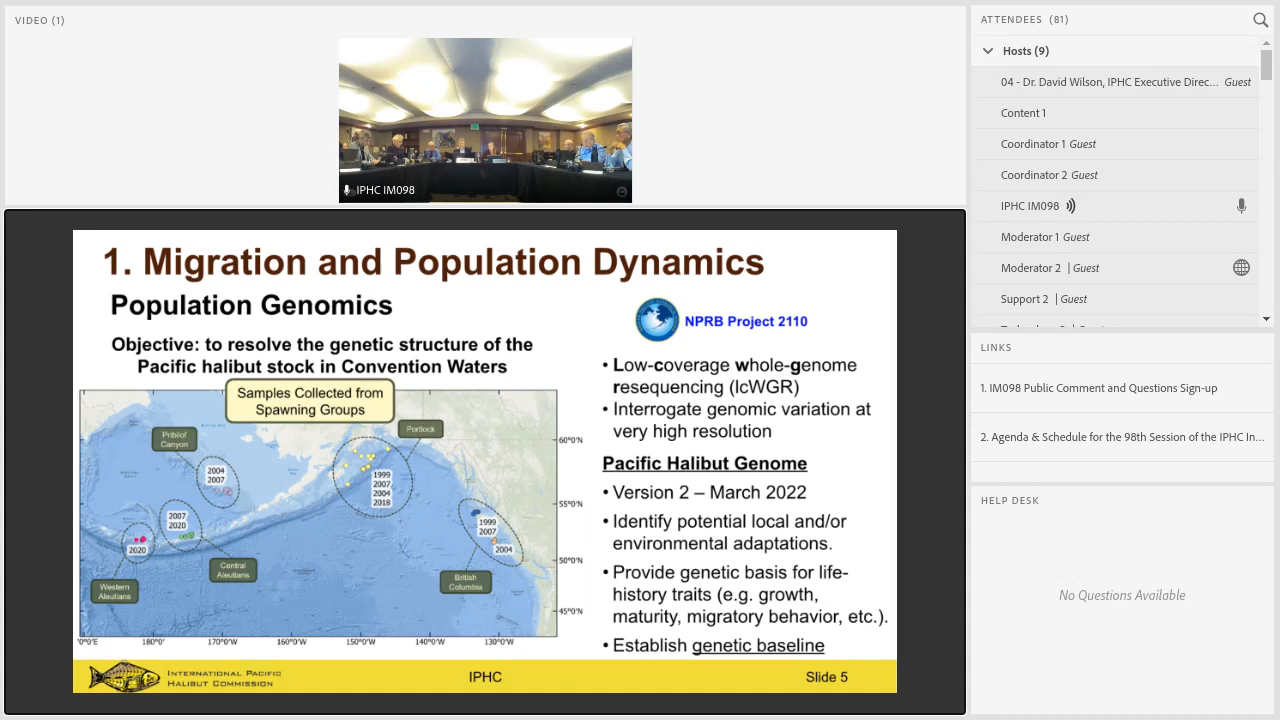 VIDEO (1)
IPHC IM098
1. Migration and Population Dynamics
Population Genomics
NPRB Project 2110
Objective: to resolve the genetic structure of the
Pacific halibut stock in Convention Waters
Samples Collected from
Spawning Groups
Pribilof
Canyon
Portlock
2004
2007
1999
2007
2004
2018
2007
2020
2020
1999
2007
2004
Western
Aleutians
Central
Aleutians
British
Columbia
60°0'N
55°0'N
50°0'N
45°0'N
'0°0'E
180°'
170°0'W
160°0'W
150°0'W
140°0'W
130°0'W
• Low-coverage whole-genome
resequencing (lcWGR)
• Interrogate genomic variation at
very high resolution
Pacific Halibut Genome
• Version 2 – March 2022
• Identify potential local and/or
environmental adaptations.
• Provide genetic basis for life-
history traits (e.g. growth,
maturity, migratory behavior, etc.).
• Establish genetic baseline
INTERNATIONAL PACIFIC
HALIBUT COMMISSION
IPHC
Slide 5
ATTENDEES (81)
Hosts (9)
04 - Dr. David Wilson, IPHC Executive Direc... Guest
Content 1
Coordinator 1 Guest
Coordinator 2 Guest
IPHC IM098
Moderator 1 Guest
Moderator 2 | Guest
Support 2 | Guest
LINKS
1. IM098 Public Comment and Questions Sign-up
2. Agenda & Schedule for the 98th Session of the IPHC In...
HELP DESK
No Questions Available